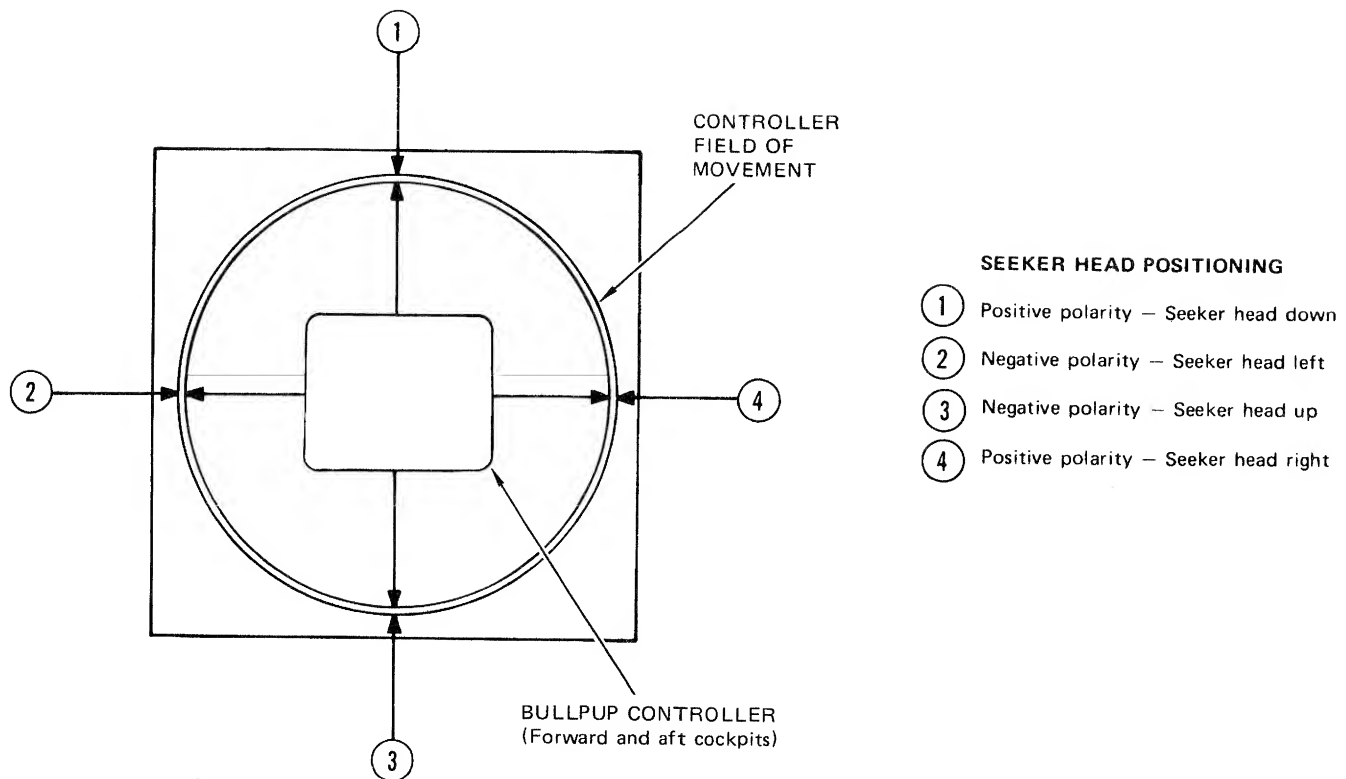 1
CONTROLLER
FIELD OF
MOVEMENT
SEEKER HEAD POSITIONING
1 Positive polarity — Seeker head down
2 Negative polarity — Seeker head left
3 Negative polarity — Seeker head up
4 Positive polarity — Seeker head right
2
4
BULLPUP CONTROLLER
(Forward and aft cockpits)
3